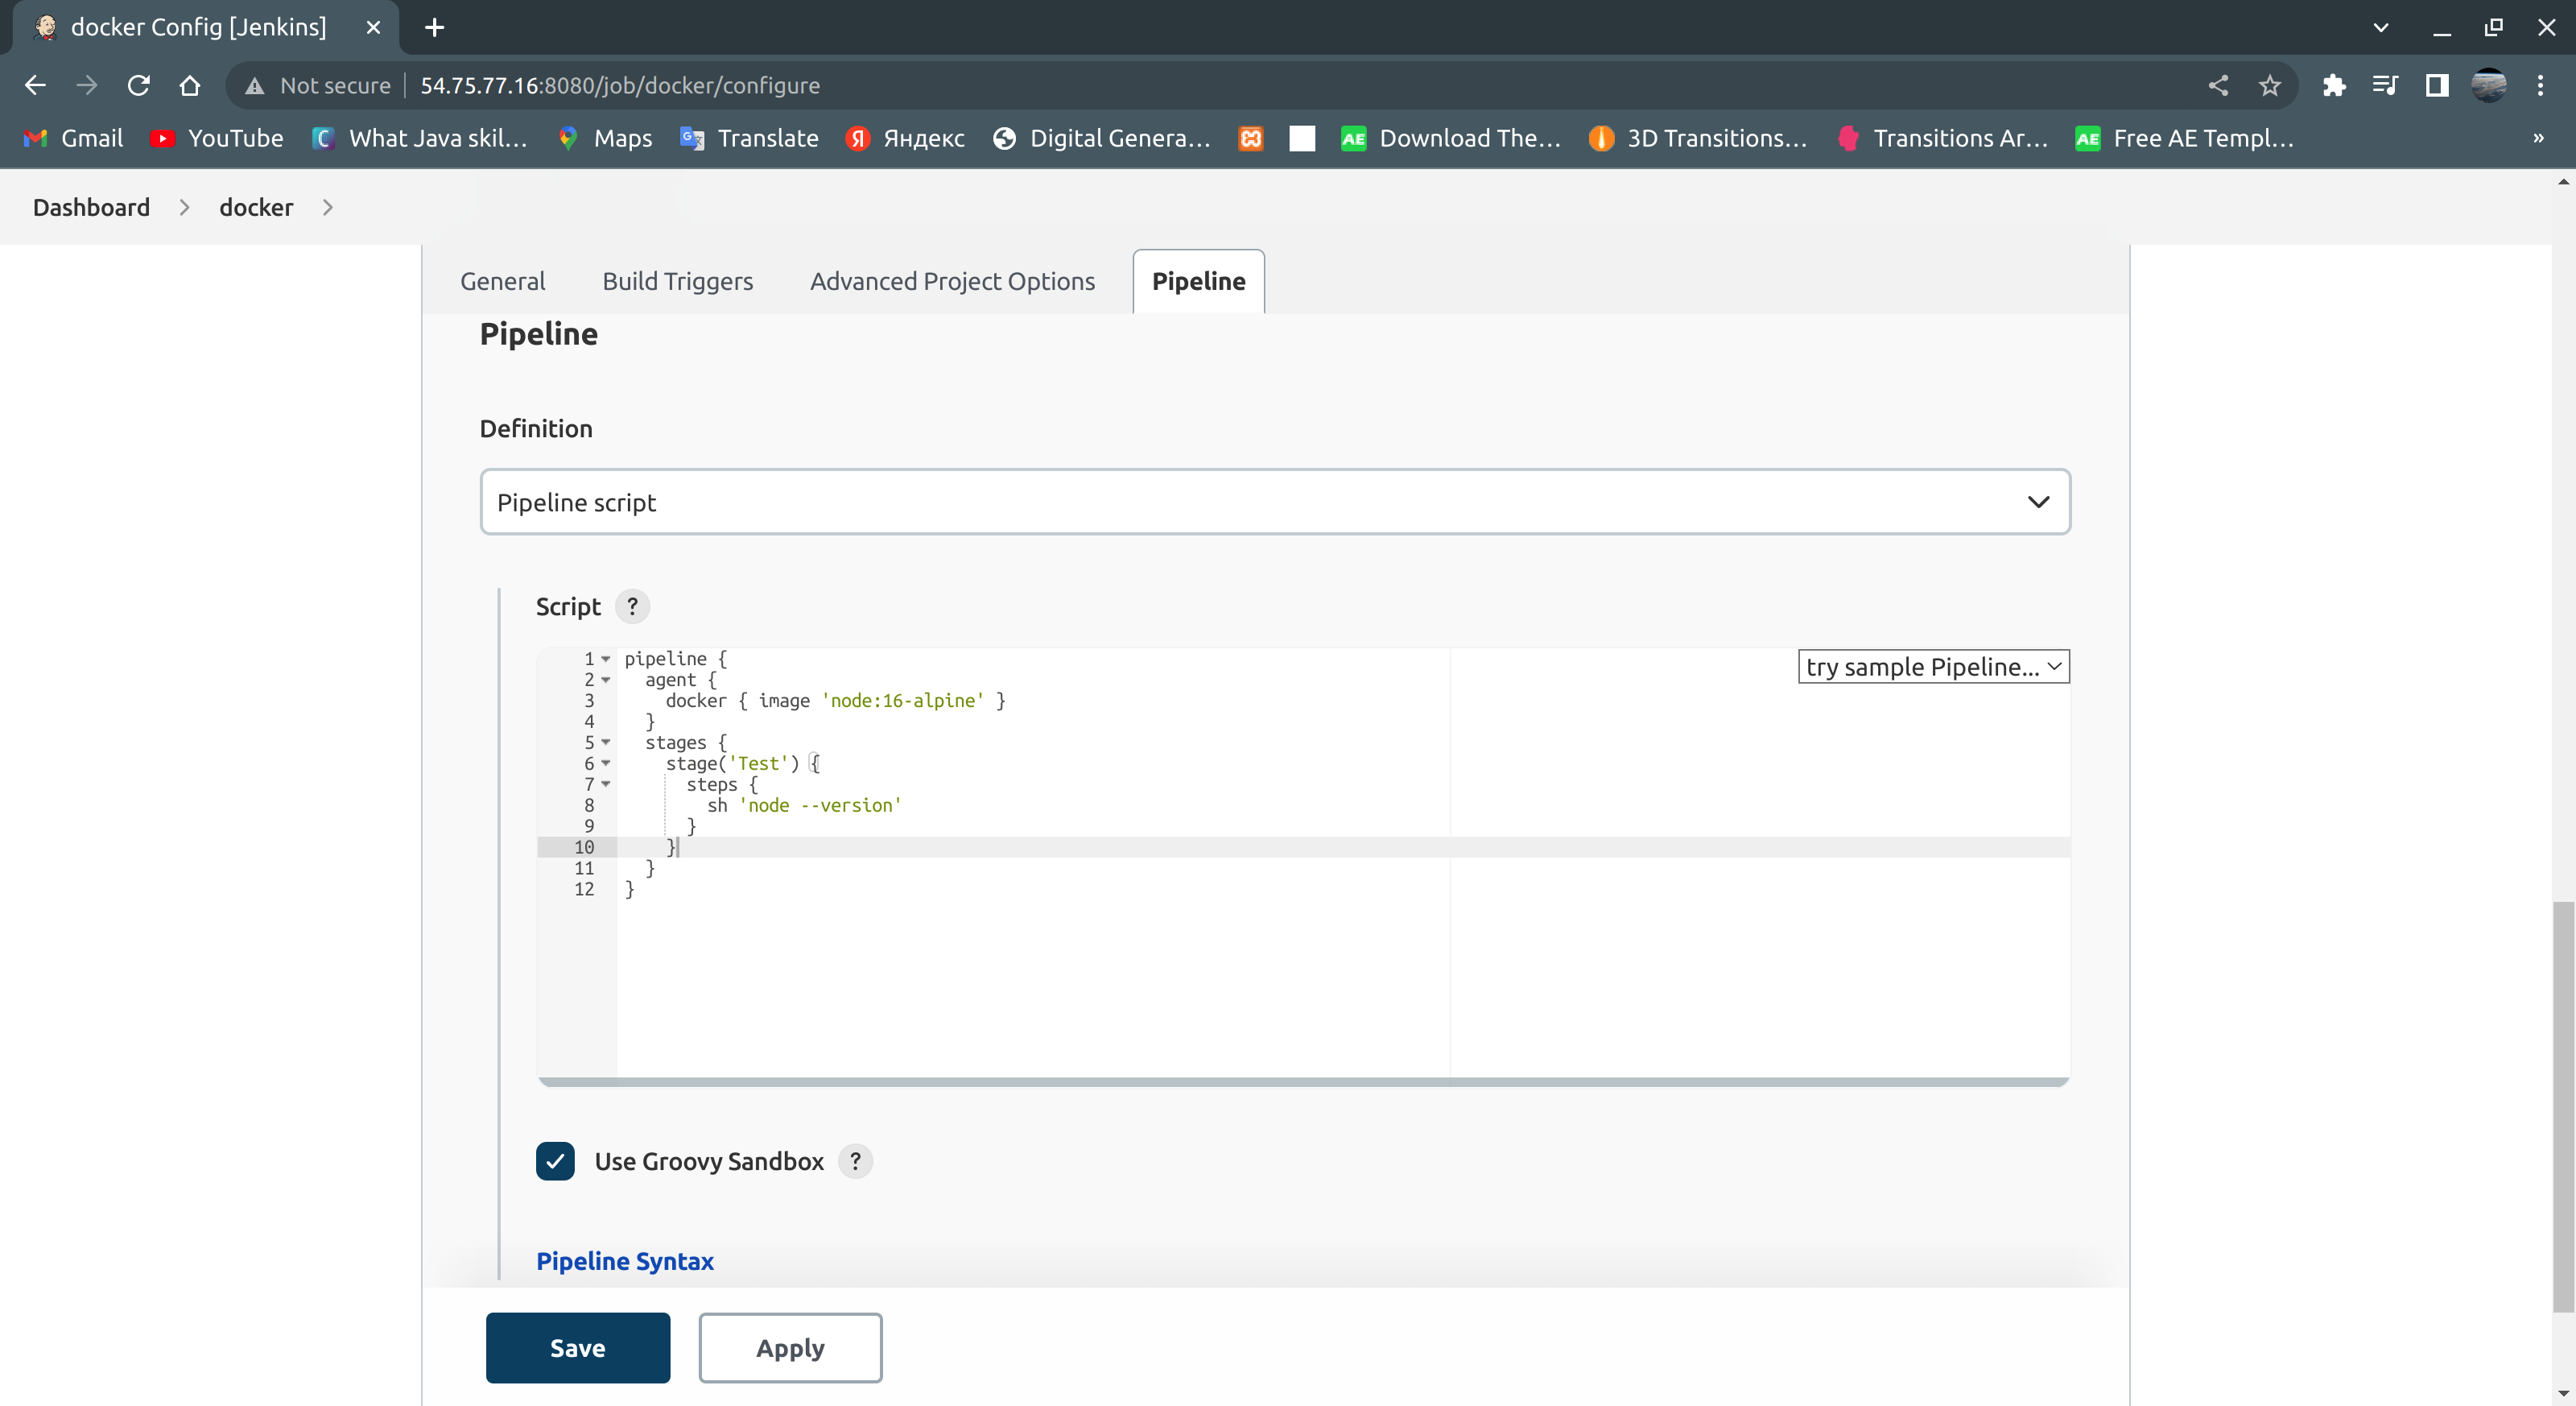 docker Config [Jenkins]
Not secure 54.75.77.16:8080/job/docker/configure
Gmail YouTube What Java skil... Maps Translate Яндекс Digital Genera... Download The... 3D Transitions... Transitions Ar... Free AE Templ... »
Dashboard docker
General Build Triggers Advanced Project Options Pipeline
Pipeline
Definition
Pipeline script
Script ?
try sample Pipeline...
1 pipeline {
2 agent {
3 docker { image 'node:16-alpine' }
4 }
5 stages {
6 stage('Test') {
7 steps {
8 sh 'node --version'
9 }
10 }
11 }
12 }
Use Groovy Sandbox ?
Pipeline Syntax
Save Apply